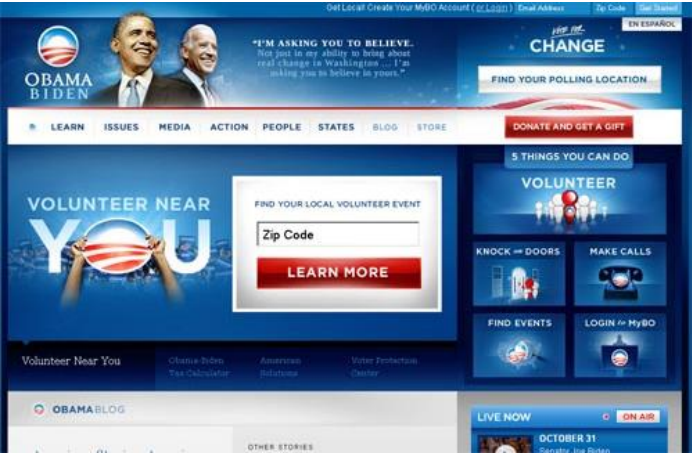 Get Local! Create Your MyBO Account ( or Login ) Email Address Zip Code Get Started
EN ESPAÑOL
OBAMA
BIDEN
"I'M ASKING YOU TO BELIEVE.
Not just in my ability to bring about
real change in Washington ... I'm
asking you to believe in yours."
VOTE FOR
CHANGE
FIND YOUR POLLING LOCATION
LEARN ISSUES MEDIA ACTION PEOPLE STATES BLOG STORE
DONATE AND GET A GIFT
VOLUNTEER NEAR
YOU
FIND YOUR LOCAL VOLUNTEER EVENT
Zip Code
LEARN MORE
5 THINGS YOU CAN DO
VOLUNTEER
KNOCK on DOORS
MAKE CALLS
FIND EVENTS
LOGIN to MyBO
Volunteer Near You
Obama-Biden
Tax Calculator
American
Solutions
Voter Protection
Center
OBAMABLOG
OTHER STORIES
LIVE NOW
ON AIR
OCTOBER 31
Senator Joe Biden